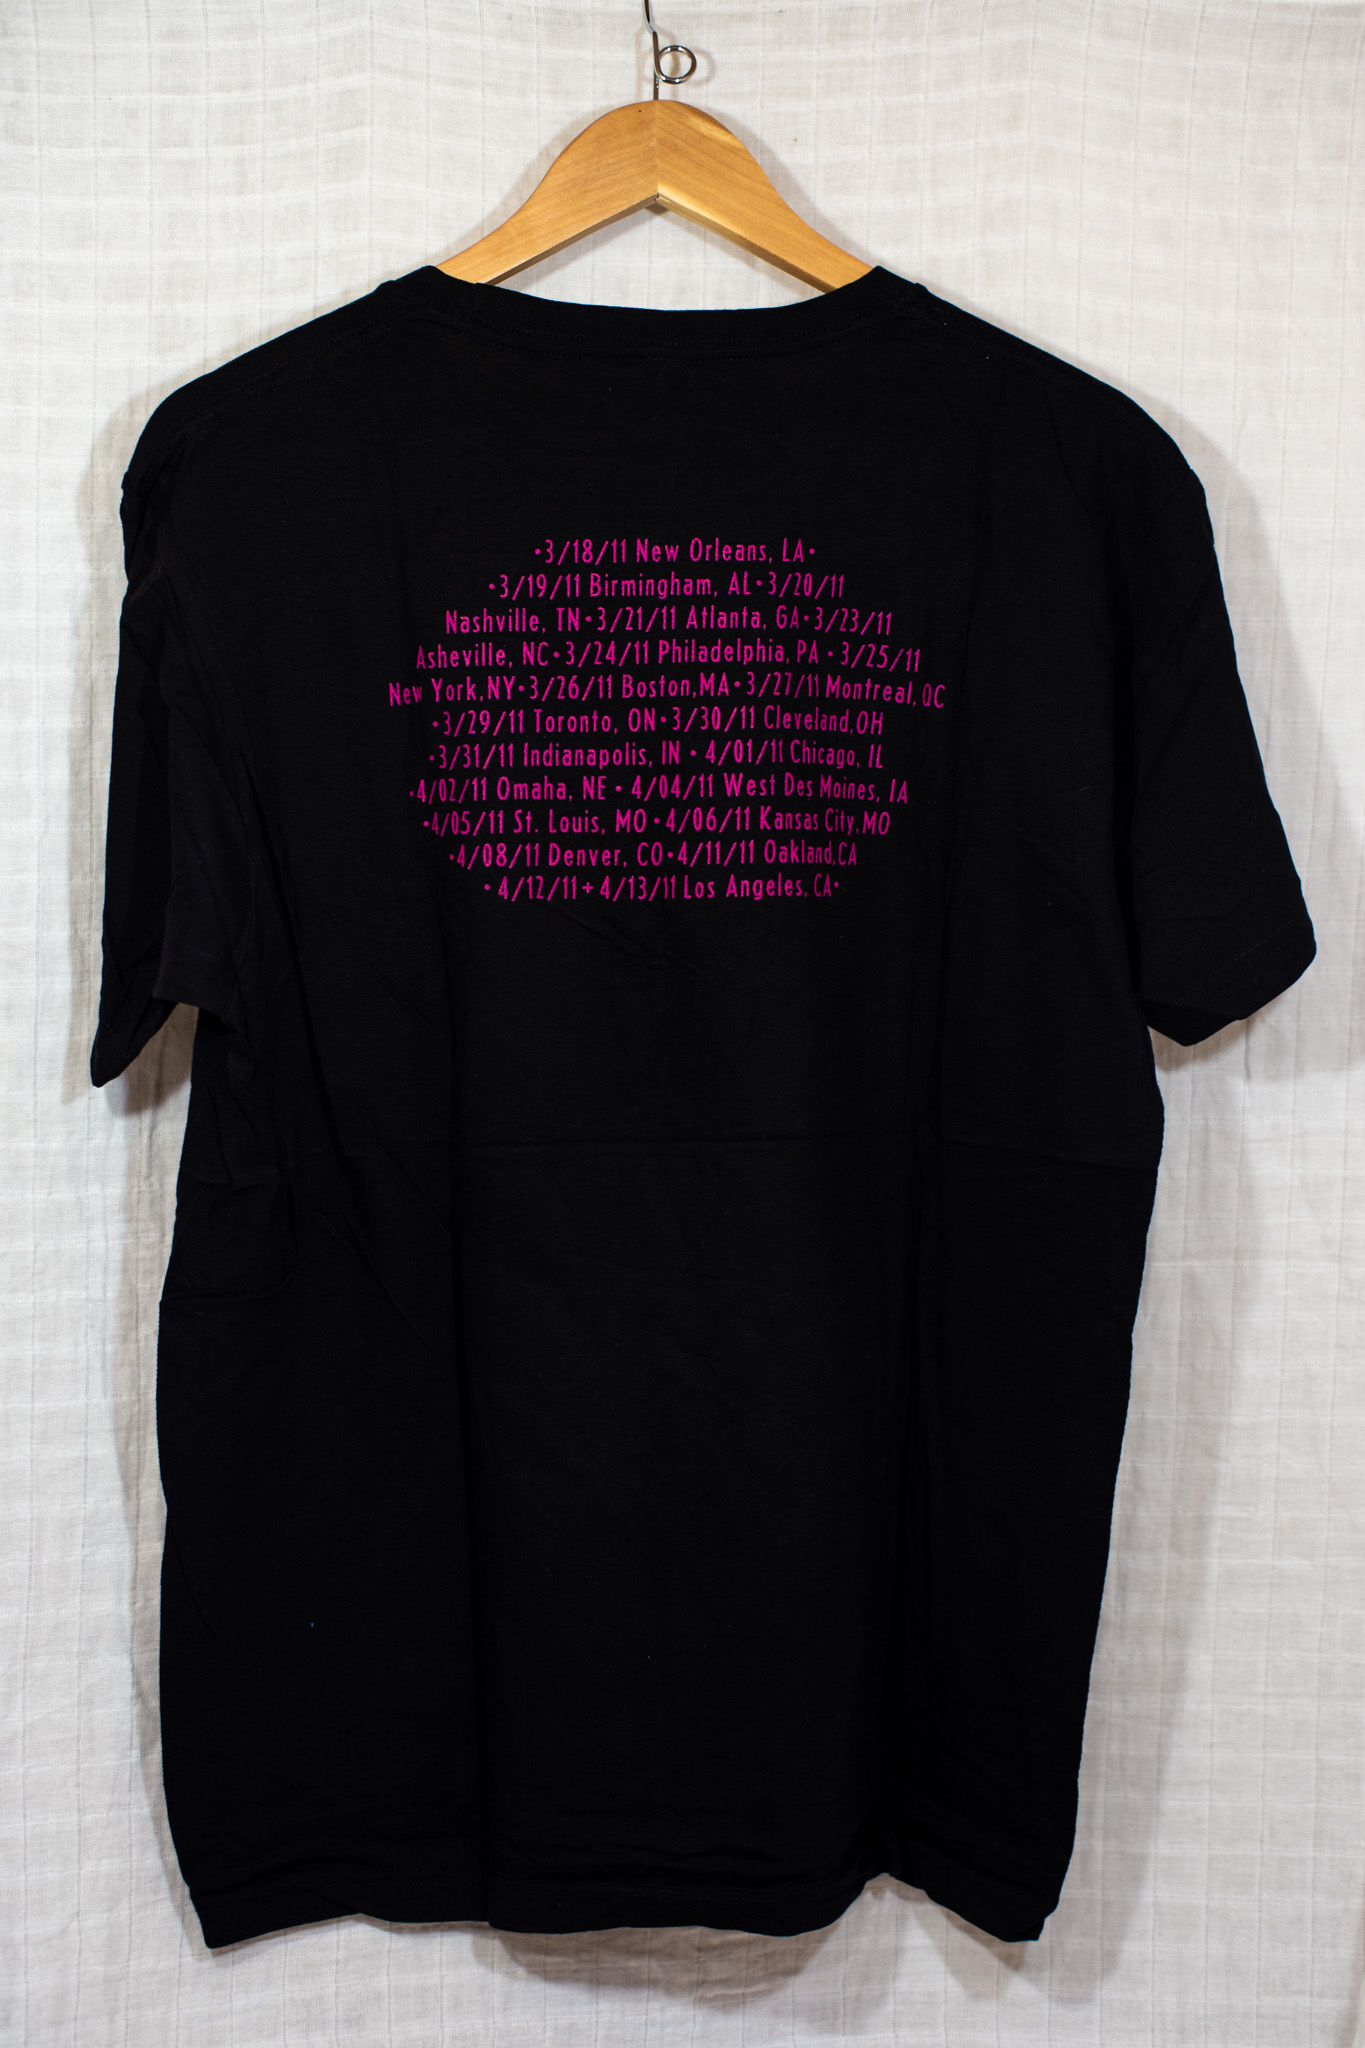 •3/18/11 New Orleans, LA•
•3/19/11 Birmingham, AL•3/20/11
Nashville, TN•3/21/11 Atlanta, GA•3/23/11
Asheville, NC•3/24/11 Philadelphia, PA • 3/25/11
New York,NY•3/26/11 Boston,MA•3/27/11 Montreal, QC
•3/29/11 Toronto, ON•3/30/11 Cleveland,OH
•3/31/11 Indianapolis, IN • 4/01/11 Chicago, IL
•4/02/11 Omaha, NE • 4/04/11 West Des Moines, IA
•4/05/11 St. Louis, MO•4/06/11 Kansas City,MO
•4/08/11 Denver, CO•4/11/11 Oakland,CA
• 4/12/11+4/13/11 Los Angeles, CA•